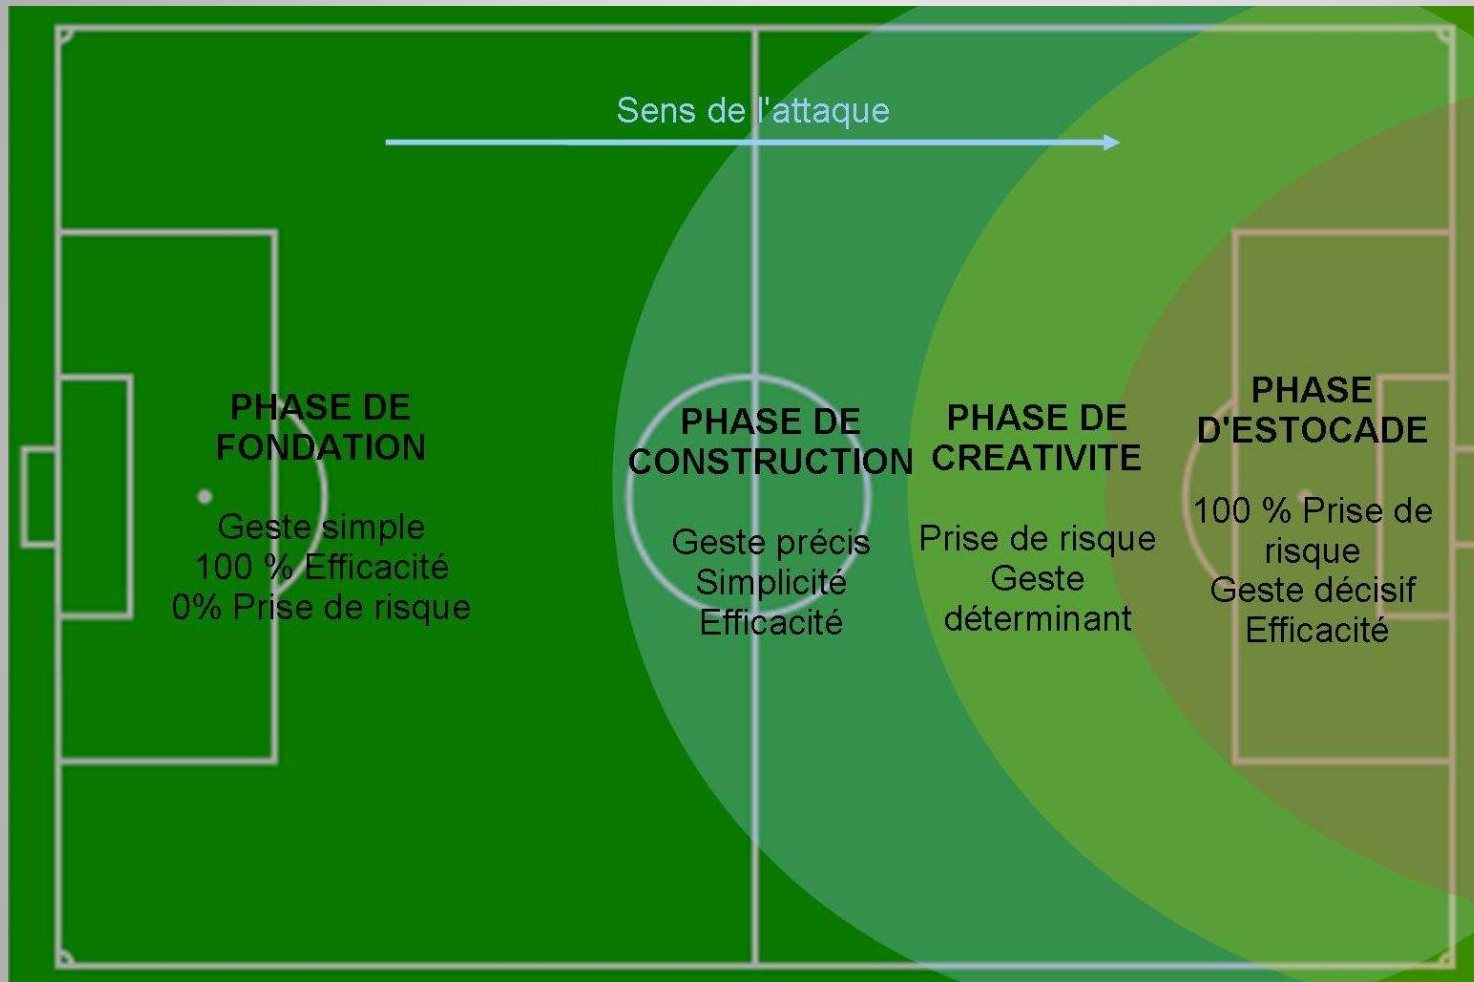 Sens de l'attaque
PHASE DE
FONDATION
Geste simple
100 % Efficacité
0% Prise de risque
PHASE DE
CONSTRUCTION
Geste précis
Simplicité
Efficacité
PHASE DE
CREATIVITE
Prise de risque
Geste
déterminant
PHASE
D'ESTOCADE
100 % Prise de
risque
Geste décisif
Efficacité